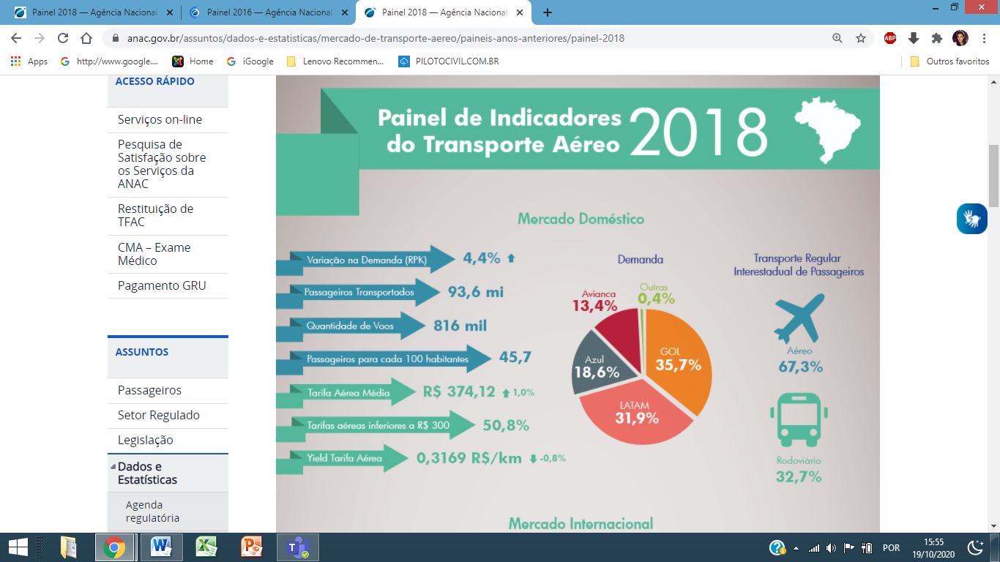 Painel 2018 — Agência Nacional
Painel 2016 — Agência Nacional
Painel 2018 — Agência Nacional
anac.gov.br/assuntos/dados-e-estatisticas/mercado-de-transporte-aereo/paineis-anos-anteriores/painel-2018
ABP
Apps
http://www.google....
Home
iGoogle
Lenovo Recommen...
PILOTOCIVIL.COM.BR
Outros favoritos
ACESSO RÁPIDO
Serviços on-line
Pesquisa de
Satisfação sobre
os Serviços da
ANAC
Restituição de
TFAC
CMA – Exame
Médico
Pagamento GRU
ASSUNTOS
Passageiros
Setor Regulado
Legislação
Dados e
Estatísticas
Agenda
regulatória
Painel de Indicadores
do Transporte Aéreo
2018
Mercado Doméstico
Variação na Demanda (RPK) 4,4%
Passageiros Transportados 93,6 mi
Quantidade de Voos 816 mil
Passageiros para cada 100 habitantes 45,7
Tarifa Aérea Média R$ 374,12 1,0%
Tarifas aéreas inferiores a R$ 300 50,8%
Yield Tarifa Aérea 0,3169 R$/km -0,8%
Demanda
Outras
0,4%
Avianca
13,4%
GOL
35,7%
Azul
18,6%
LATAM
31,9%
Transporte Regular
Interestadual de Passageiros
Aéreo
67,3%
Rodoviário
32,7%
Mercado Internacional
POR
15:55
19/10/2020